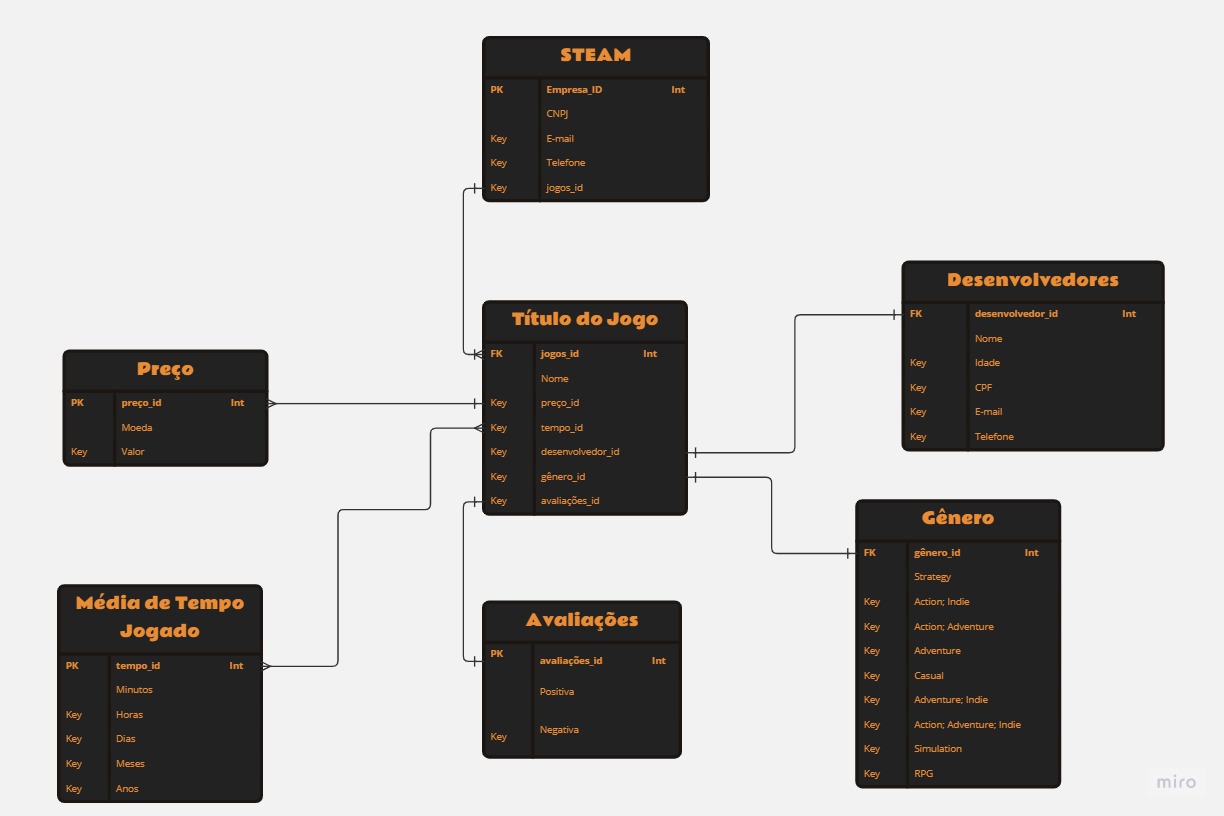 STEAM
PK Empresa_ID Int
CNPJ
Key E-mail
Key Telefone
Key jogos_id
Desenvolvedores
FK desenvolvedor_id Int
Nome
Key Idade
Key CPF
Key E-mail
Key Telefone
Título do Jogo
FK jogos_id Int
Nome
Key preço_id
Key tempo_id
Key desenvolvedor_id
Key gênero_id
Key avaliações_id
Preço
PK preço_id Int
Moeda
Key Valor
Gênero
FK gênero_id Int
Strategy
Key Action; Indie
Key Action; Adventure
Key Adventure
Key Casual
Key Adventure; Indie
Key Action; Adventure; Indie
Key Simulation
Key RPG
Média de Tempo
Jogado
PK tempo_id Int
Minutos
Key Horas
Key Dias
Key Meses
Key Anos
Avaliações
PK avaliações_id Int
Positiva
Key Negativa
miro